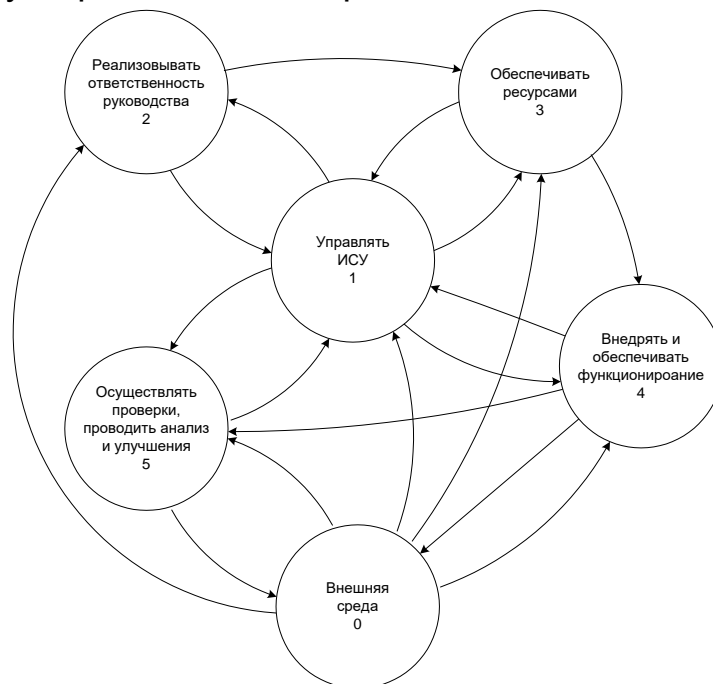 Реализовывать
ответственность
руководства
2
Обеспечивать
ресурсами
3
Управлять
ИСУ
1
Внедрять и
обеспечивать
функционироание
4
Осуществлять
проверки,
проводить анализ
и улучшения
5
Внешняя
среда
0